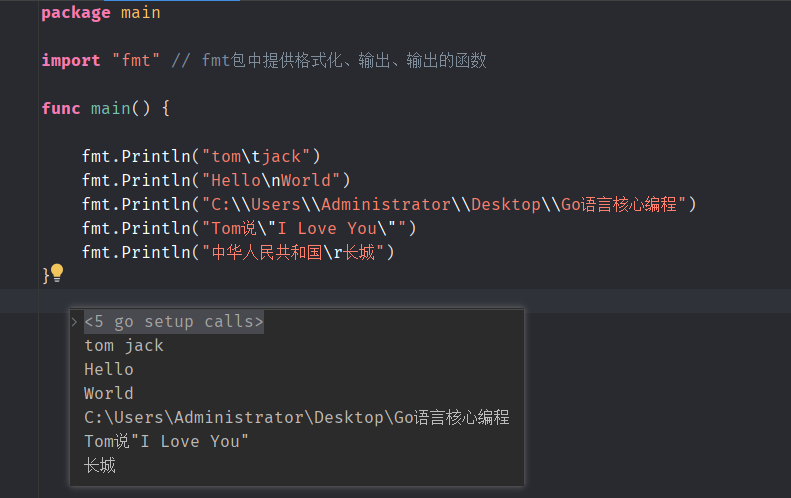 package main
import "fmt" // fmt包中提供格式化、输出、输出的函数
func main() {
fmt.Println("tom\tjack")
fmt.Println("Hello\nWorld")
fmt.Println("C:\\Users\\Administrator\\Desktop\\Go语言核心编程")
fmt.Println("Tom说\"I Love You\"")
fmt.Println("中华人民共和国\r长城")
}
<5 go setup calls>
tom jack
Hello
World
C:\Users\Administrator\Desktop\Go语言核心编程
Tom说"I Love You"
长城